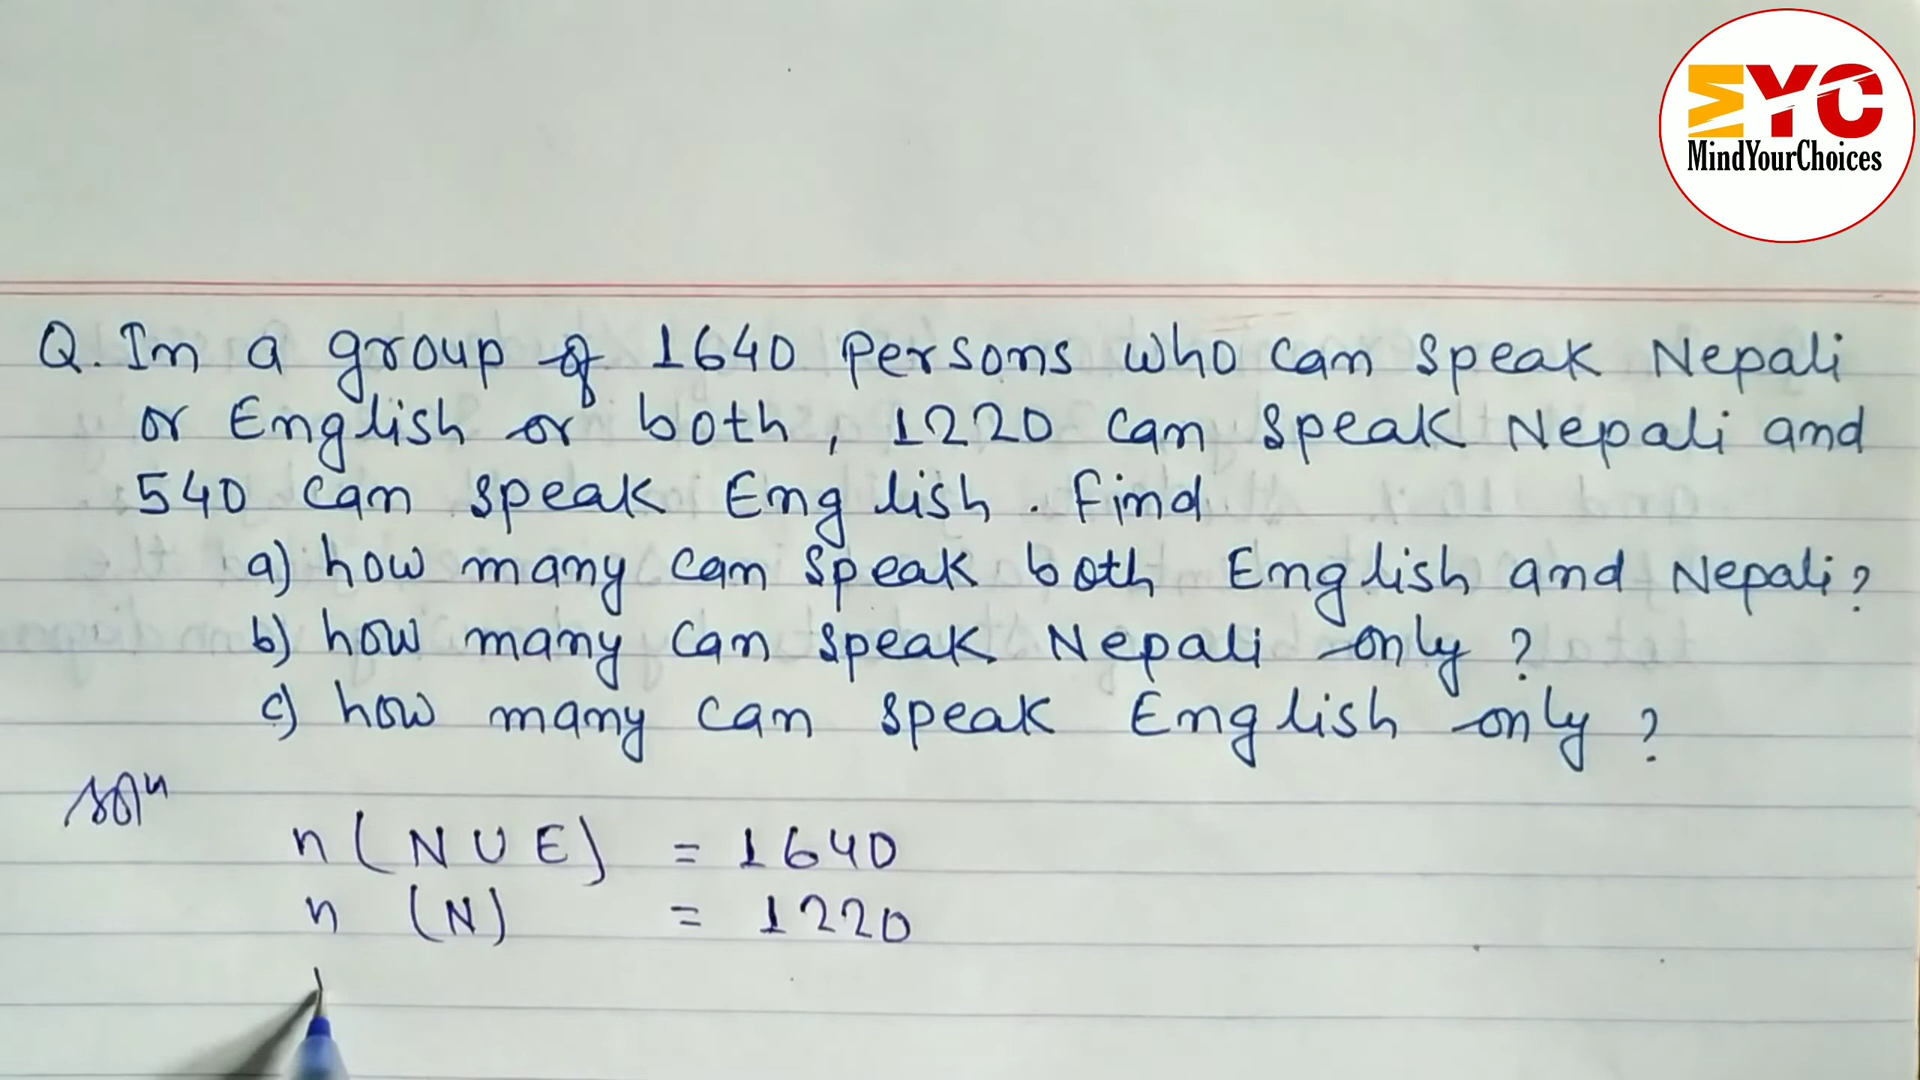 MYC
MindYourChoices
Q. In a group of 1640 persons who can speak Nepali
or English or both, 1220 can speak Nepali and
540 can speak English. Find
a) how many can speak both English and Nepali?
b) how many can speak Nepali only?
c) how many can speak English only?
solⁿ
n(N∪E) = 1640
n (N) = 1220